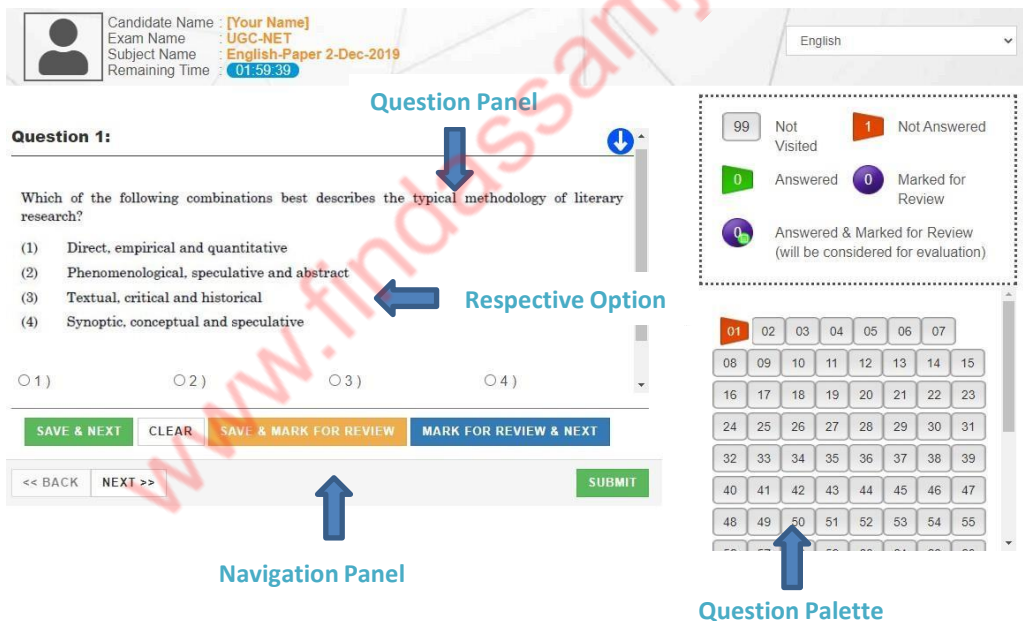 Candidate Name : [Your Name]
Exam Name : UGC-NET
Subject Name : English-Paper 2-Dec-2019
Remaining Time : 01:59:39
English
Question Panel
Question 1:
Which of the following combinations best describes the typical methodology of literary
research?
(1) Direct, empirical and quantitative
(2) Phenomenological, speculative and abstract
(3) Textual, critical and historical
(4) Synoptic, conceptual and speculative
Respective Option
1 ) 2 ) 3 ) 4 )
SAVE & NEXT CLEAR SAVE & MARK FOR REVIEW MARK FOR REVIEW & NEXT
<< BACK NEXT >> SUBMIT
Navigation Panel
99 Not
Visited
1 Not Answered
0 Answered
0 Marked for
Review
0 Answered & Marked for Review
(will be considered for evaluation)
01 02 03 04 05 06 07
08 09 10 11 12 13 14 15
16 17 18 19 20 21 22 23
24 25 26 27 28 29 30 31
32 33 34 35 36 37 38 39
40 41 42 43 44 45 46 47
48 49 50 51 52 53 54 55
Question Palette
www.findassamj